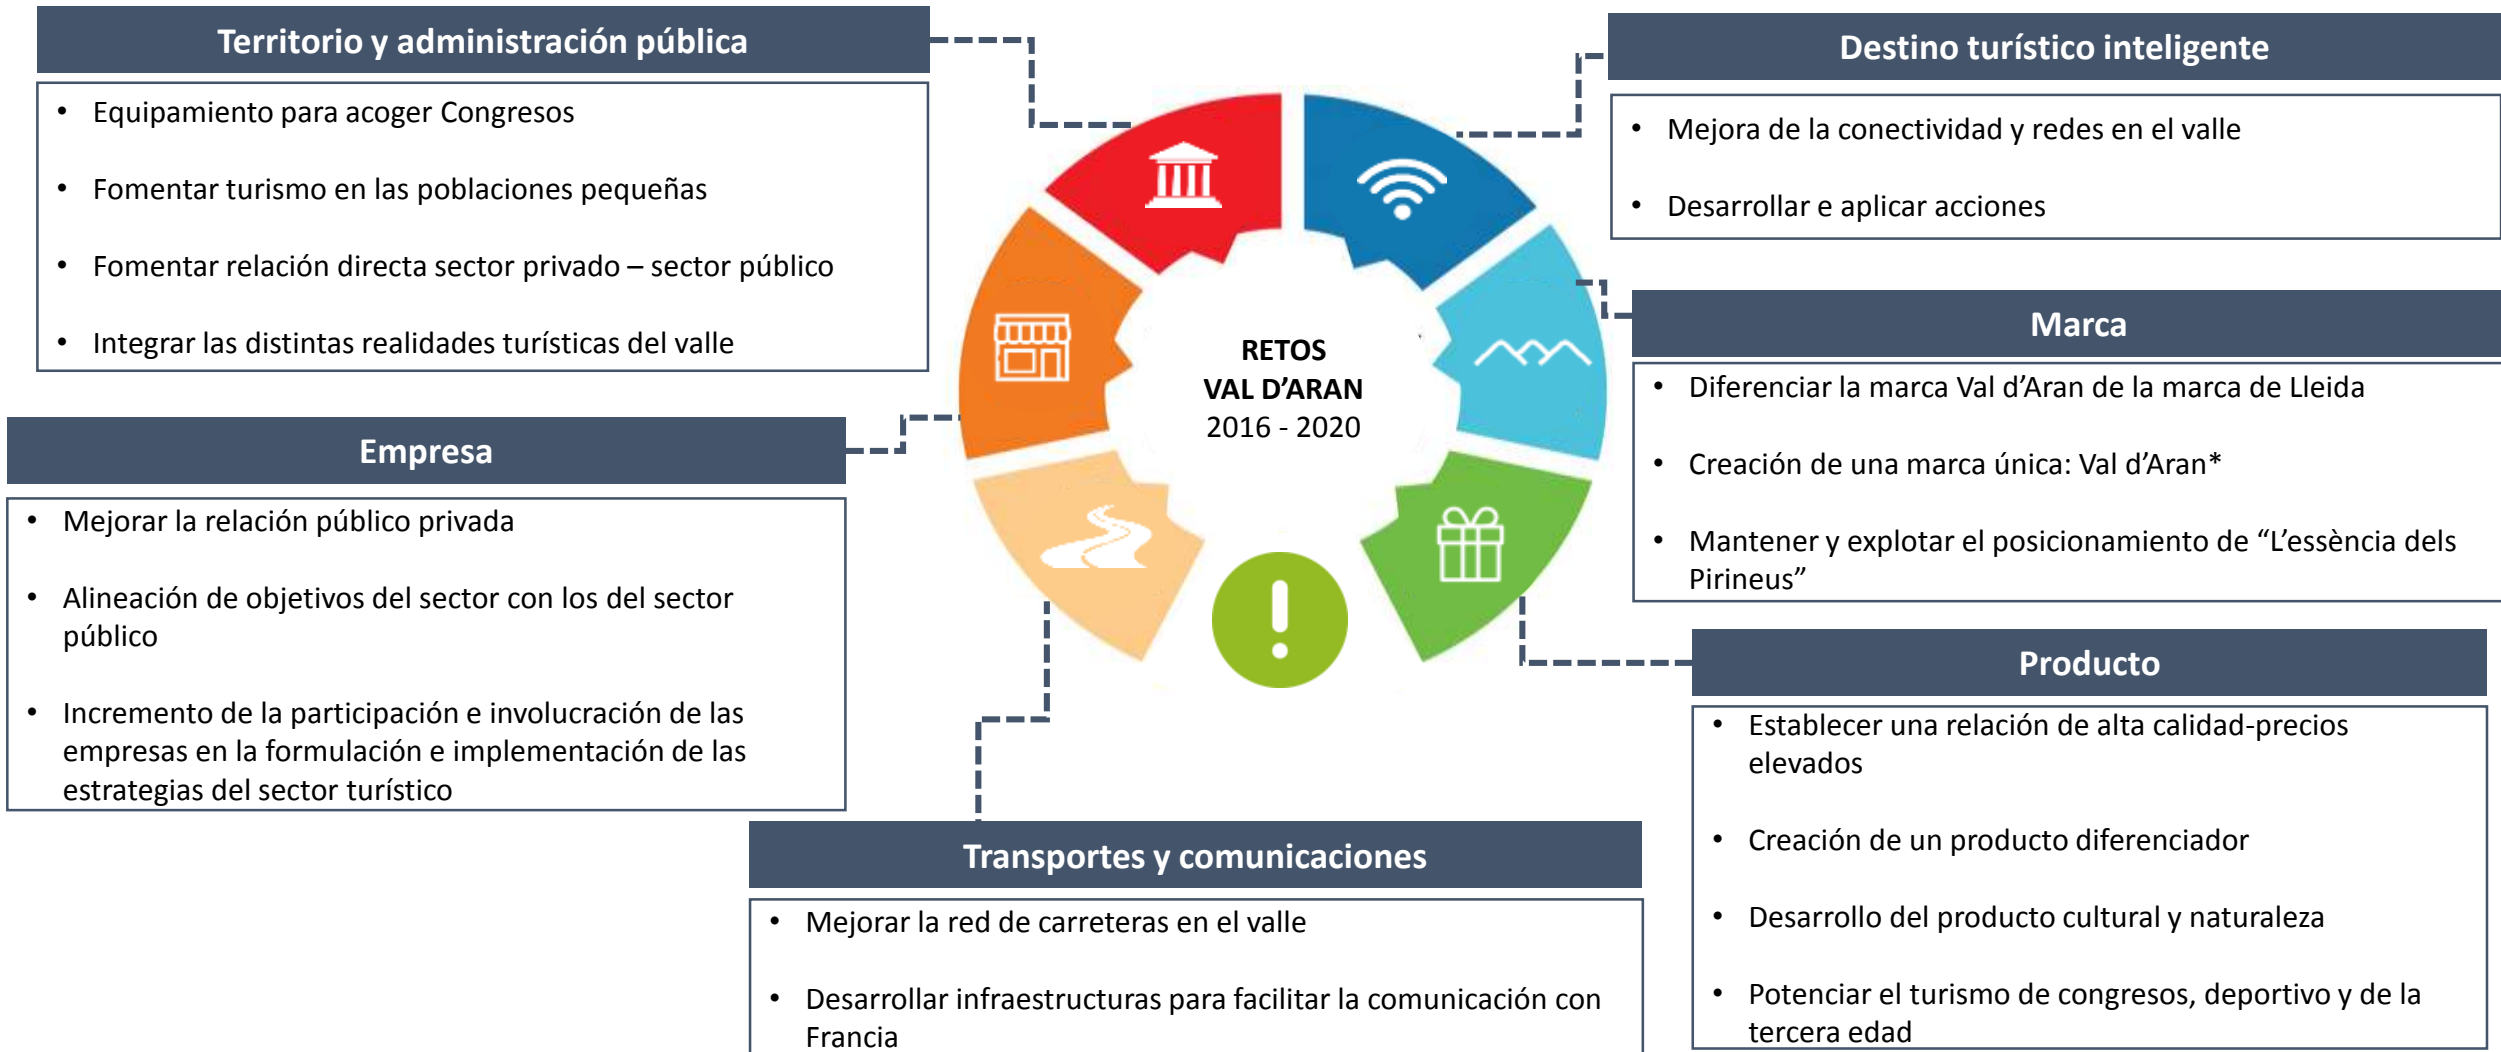 Territorio y administración pública
• Equipamiento para acoger Congresos
• Fomentar turismo en las poblaciones pequeñas
• Fomentar relación directa sector privado – sector público
• Integrar las distintas realidades turísticas del valle
Empresa
• Mejorar la relación público privada
• Alineación de objetivos del sector con los del sector
público
• Incremento de la participación e involucración de las
empresas en la formulación e implementación de las
estrategias del sector turístico
RETOS
VAL D’ARAN
2016 - 2020
Destino turístico inteligente
• Mejora de la conectividad y redes en el valle
• Desarrollar e aplicar acciones
Marca
• Diferenciar la marca Val d’Aran de la marca de Lleida
• Creación de una marca única: Val d’Aran*
• Mantener y explotar el posicionamiento de “L’essència dels
Pirineus”
Producto
• Establecer una relación de alta calidad-precios
elevados
• Creación de un producto diferenciador
• Desarrollo del producto cultural y naturaleza
• Potenciar el turismo de congresos, deportivo y de la
tercera edad
Transportes y comunicaciones
• Mejorar la red de carreteras en el valle
• Desarrollar infraestructuras para facilitar la comunicación con
Francia